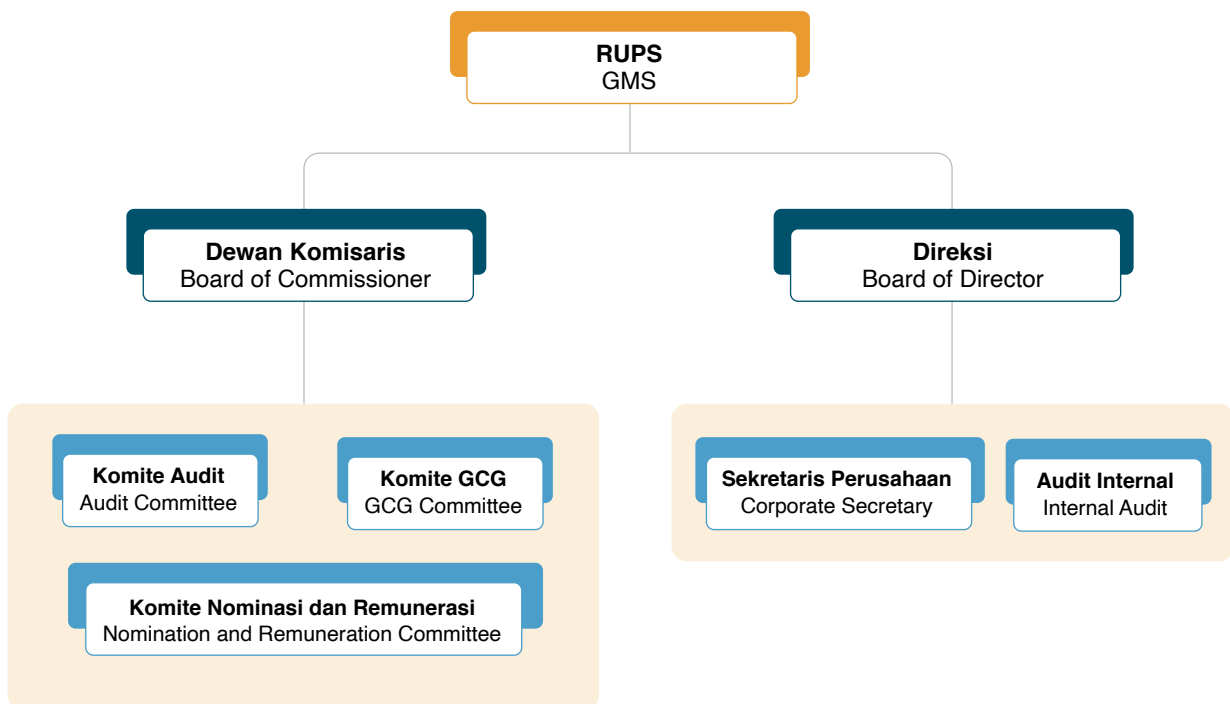 RUPS
GMS
Dewan Komisaris
Board of Commissioner
Direksi
Board of Director
Komite Audit
Audit Committee
Komite GCG
GCG Committee
Komite Nominasi dan Remunerasi
Nomination and Remuneration Committee
Sekretaris Perusahaan
Corporate Secretary
Audit Internal
Internal Audit